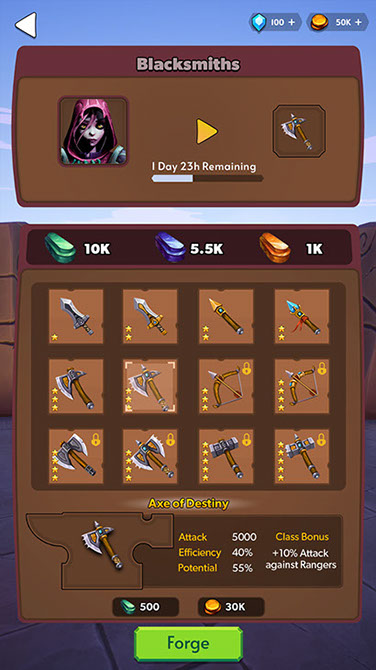 100 + 50K +
Blacksmiths
1 Day 23h Remaining
10K 5.5K 1K
Axe of Destiny
Attack 5000 Class Bonus
Efficiency 40% +10% Attack
Potential 55% against Rangers
500 30K
Forge